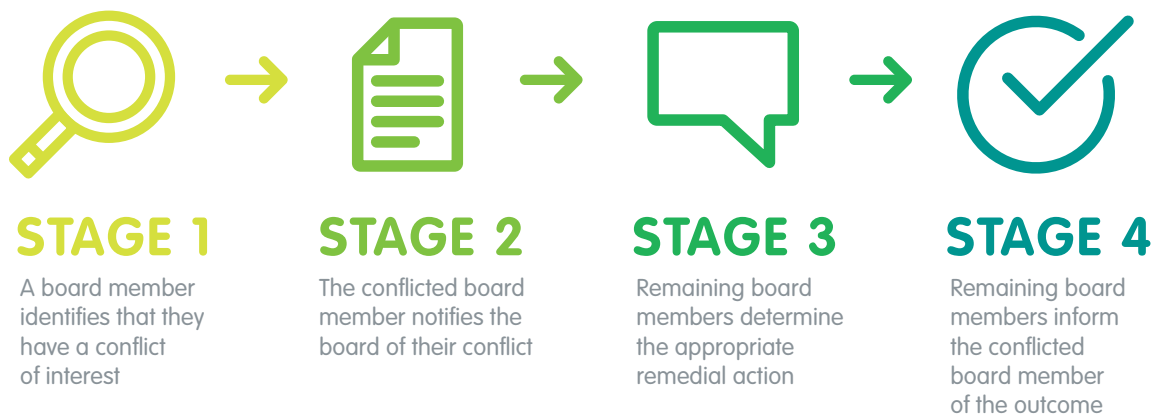 STAGE 1
A board member
identifies that they
have a conflict
of interest
STAGE 2
The conflicted board
member notifies the
board of their conflict
STAGE 3
Remaining board
members determine
the appropriate
remedial action
STAGE 4
Remaining board
members inform
the conflicted
board member
of the outcome